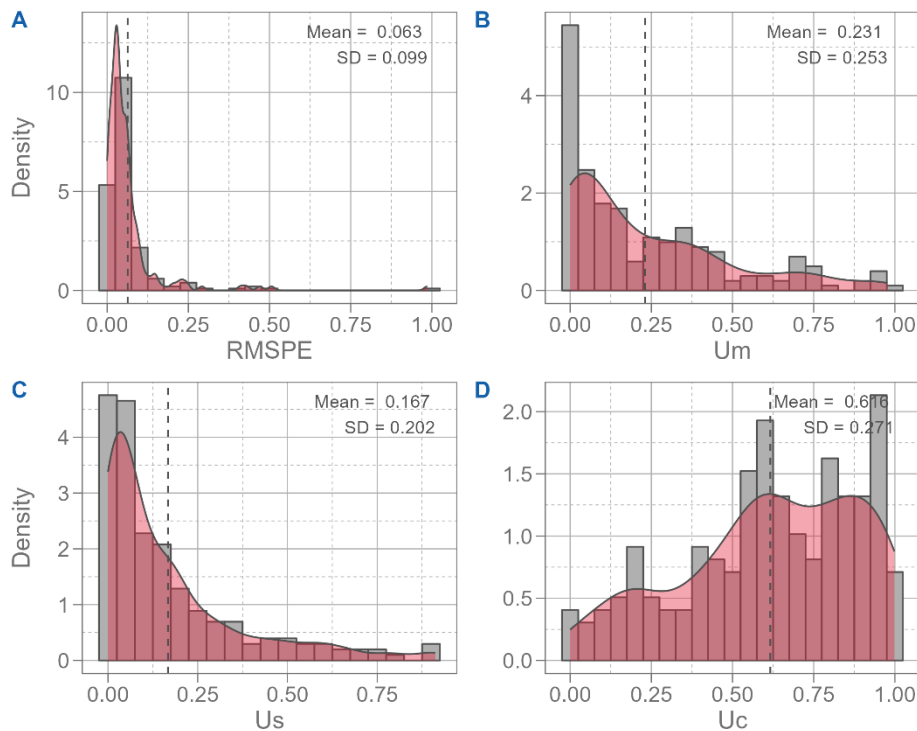 A
Mean = 0.063
SD = 0.099
Density
10
5
0
0.00 0.25 0.50 0.75 1.00
RMSPE
B
Mean = 0.231
SD = 0.253
4
2
0
0.00 0.25 0.50 0.75 1.00
Um
C
Mean = 0.167
SD = 0.202
Density
4
3
2
1
0
0.00 0.25 0.50 0.75
Us
D
Mean = 0.616
SD = 0.271
2.0
1.5
1.0
0.5
0.0
0.00 0.25 0.50 0.75 1.00
Uc